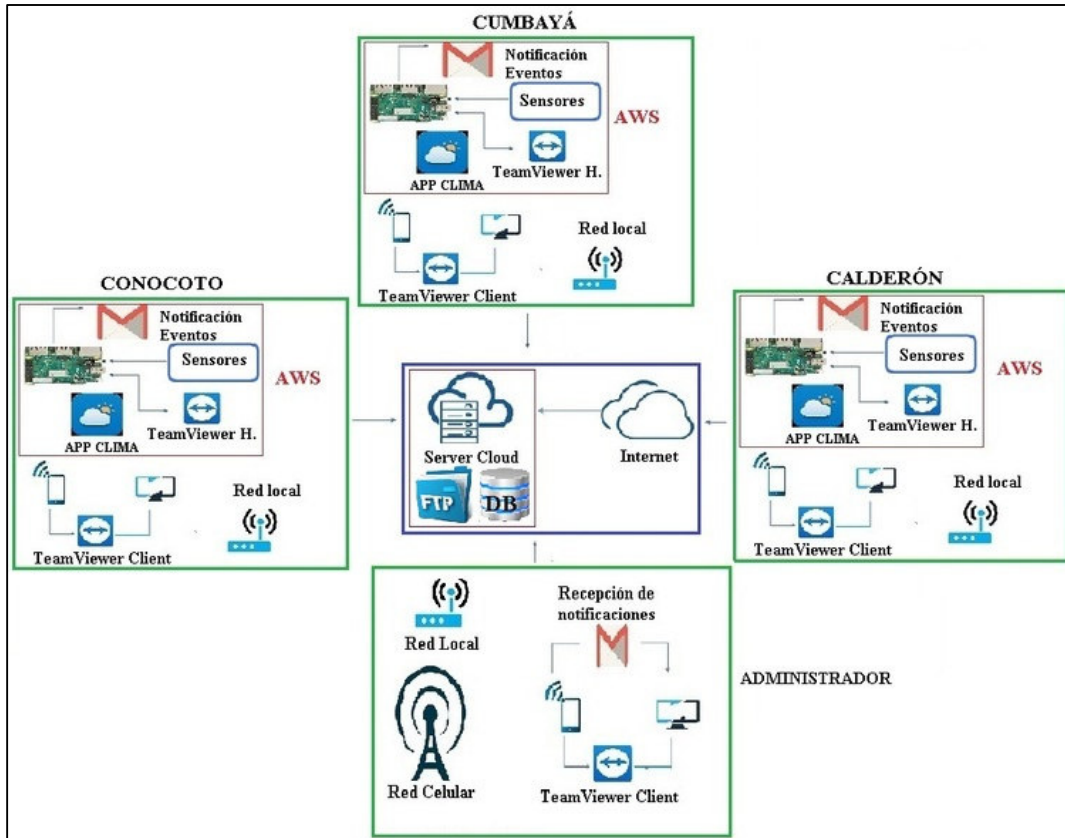 CUMBAYÁ
Notificación
Eventos
Sensores
AWS
APP CLIMA
TeamViewer H.
Red local
TeamViewer Client
CONOCOTO
Notificación
Eventos
Sensores
AWS
APP CLIMA
TeamViewer H.
Red local
TeamViewer Client
CALDERÓN
Notificación
Eventos
Sensores
AWS
APP CLIMA
TeamViewer H.
Red local
TeamViewer Client
Server Cloud
Internet
FTP
DB
Recepción de
notificaciones
Red Local
ADMINISTRADOR
Red Celular
TeamViewer Client